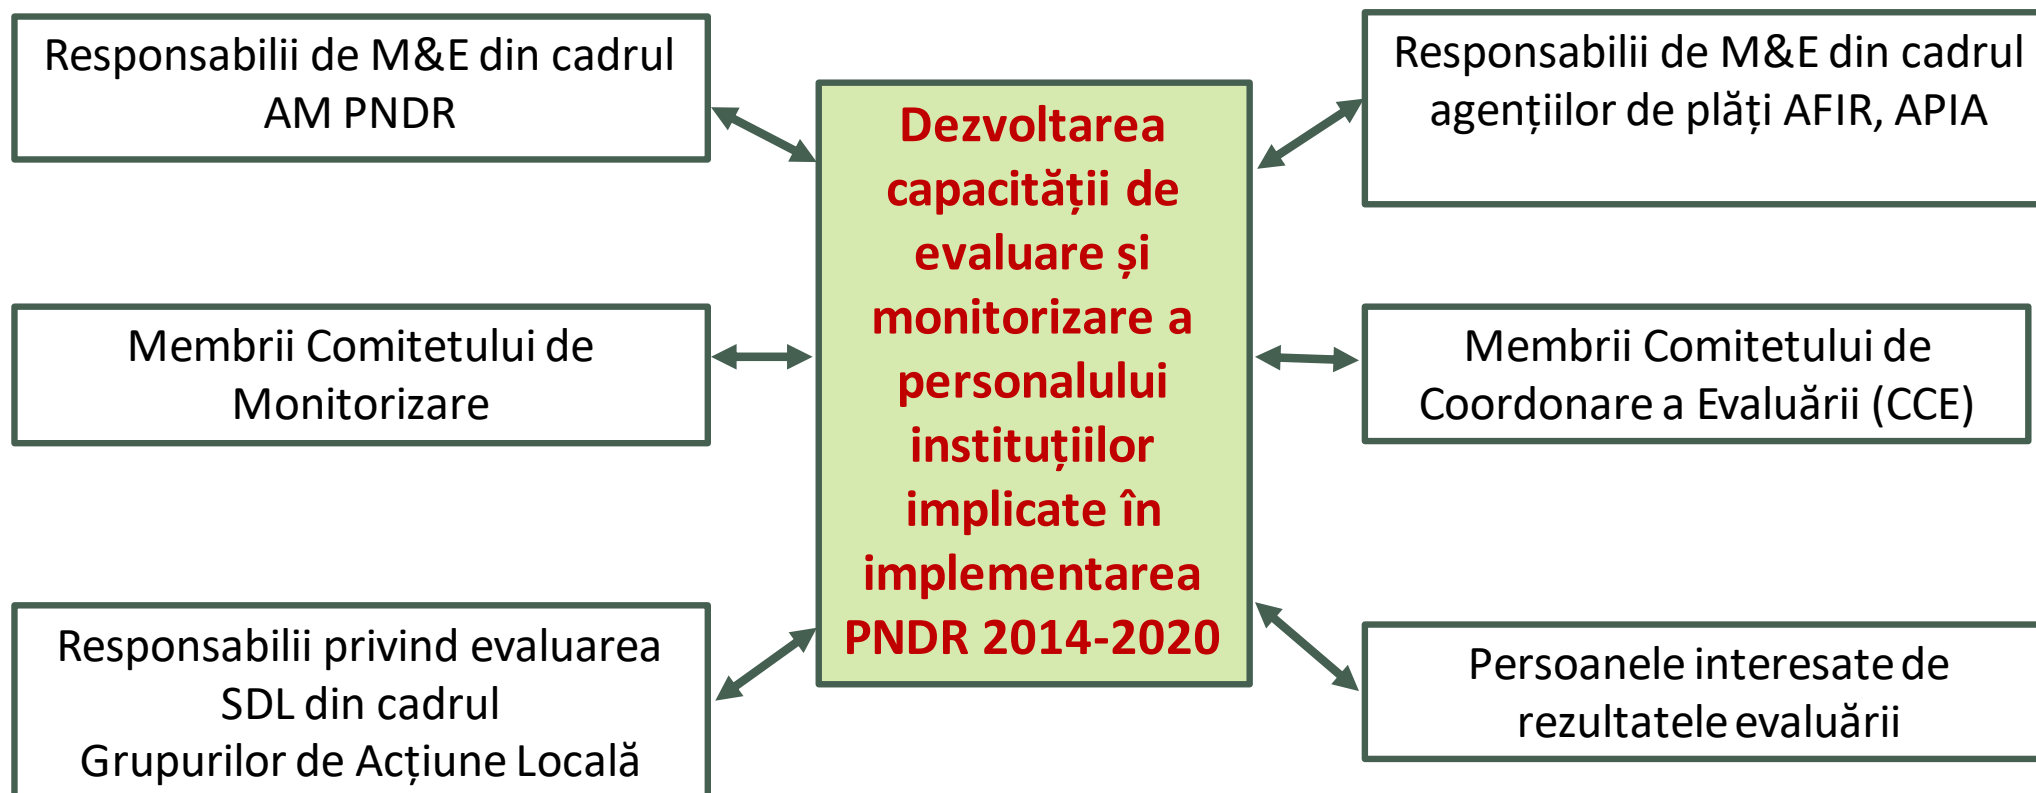 Responsabilii de M&E din cadrul
AM PNDR
Membrii Comitetului de
Monitorizare
Responsabilii privind evaluarea
SDL din cadrul
Grupurilor de Acțiune Locală
Dezvoltarea
capacității de
evaluare și
monitorizare a
personalului
instituțiilor
implicate în
implementarea
PNDR 2014-2020
Responsabilii de M&E din cadrul
agențiilor de plăți AFIR, APIA
Membrii Comitetului de
Coordonare a Evaluării (CCE)
Persoanele interesate de
rezultatele evaluării